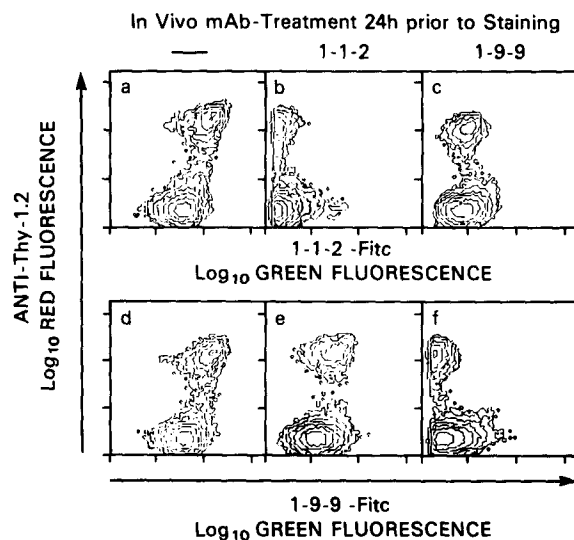 In Vivo mAb-Treatment 24h prior to Staining
— 1-1-2 1-9-9
a b c
ANTI-Thy-1.2
Log10 RED FLUORESCENCE
1-1-2 -Fitc
Log10 GREEN FLUORESCENCE
d e f
1-9-9 -Fitc
Log10 GREEN FLUORESCENCE